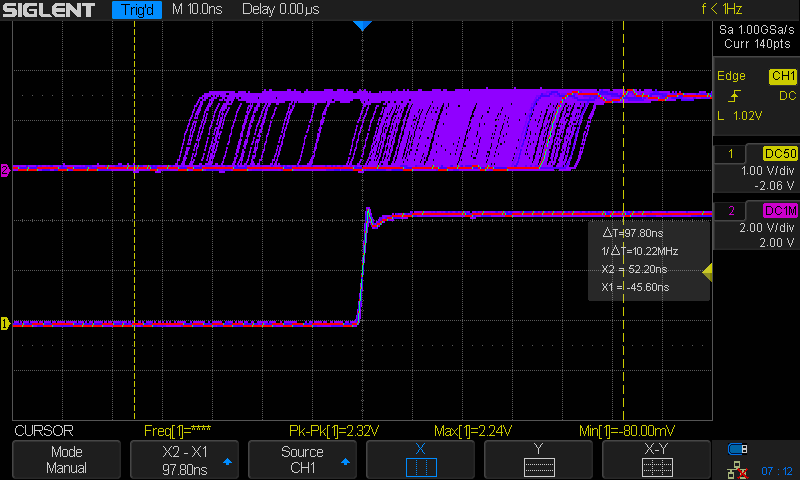 SIGLENT Trig'd M 10.0ns Delay 0.00µs f < 1Hz
Sa 1.00GSa/s
Curr 140pts
Edge CH1
DC
L 1.02V
1 DC50
1.00 V/div
-2.06 V
2 DC1M
2.00 V/div
2.00 V
2
△T=97.80ns
1/△T=10.22MHz
X2 = 52.20ns
X1 = -45.60ns
1
CURSOR Freq[1]=**** Pk-Pk[1]=2.32V Max[1]=2.24V Min[1]=-80.00mV
Mode
Manual
X2 - X1
97.80ns
Source
CH1
X
Y
X-Y
07:12